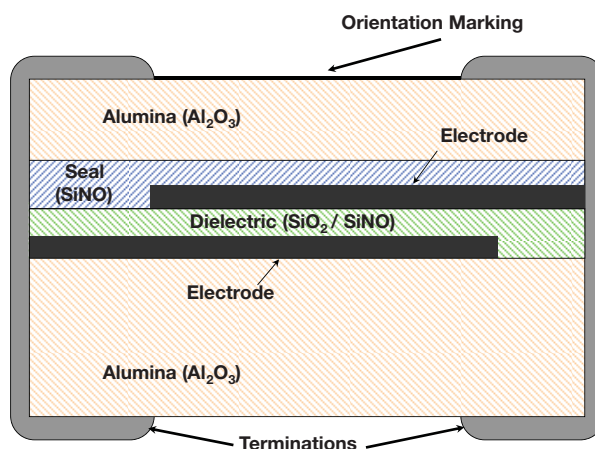 Orientation Marking
Alumina (Al₂O₃)
Electrode
Seal
(SiNO)
Dielectric (SiO₂ / SiNO)
Electrode
Alumina (Al₂O₃)
Terminations